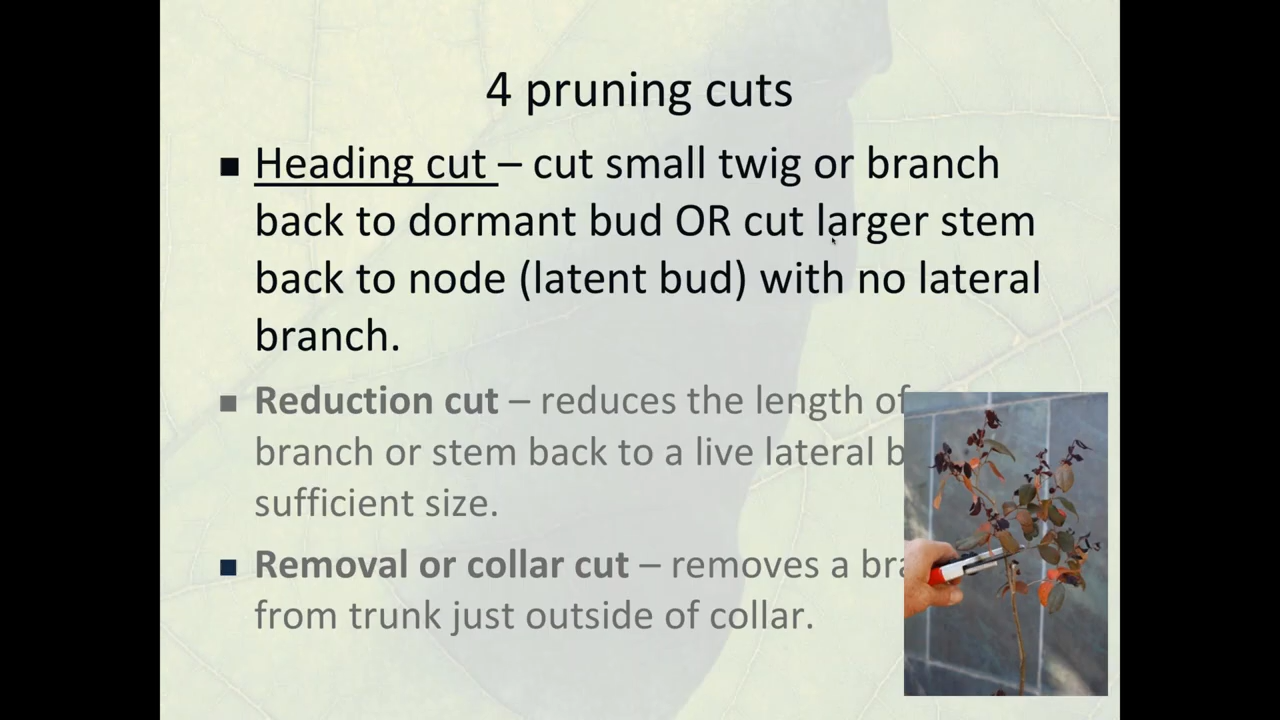 4 pruning cuts
■ Heading cut – cut small twig or branch
back to dormant bud OR cut larger stem
back to node (latent bud) with no lateral
branch.
■ Reduction cut – reduces the length of
branch or stem back to a live lateral b
sufficient size.
■ Removal or collar cut – removes a bra
from trunk just outside of collar.